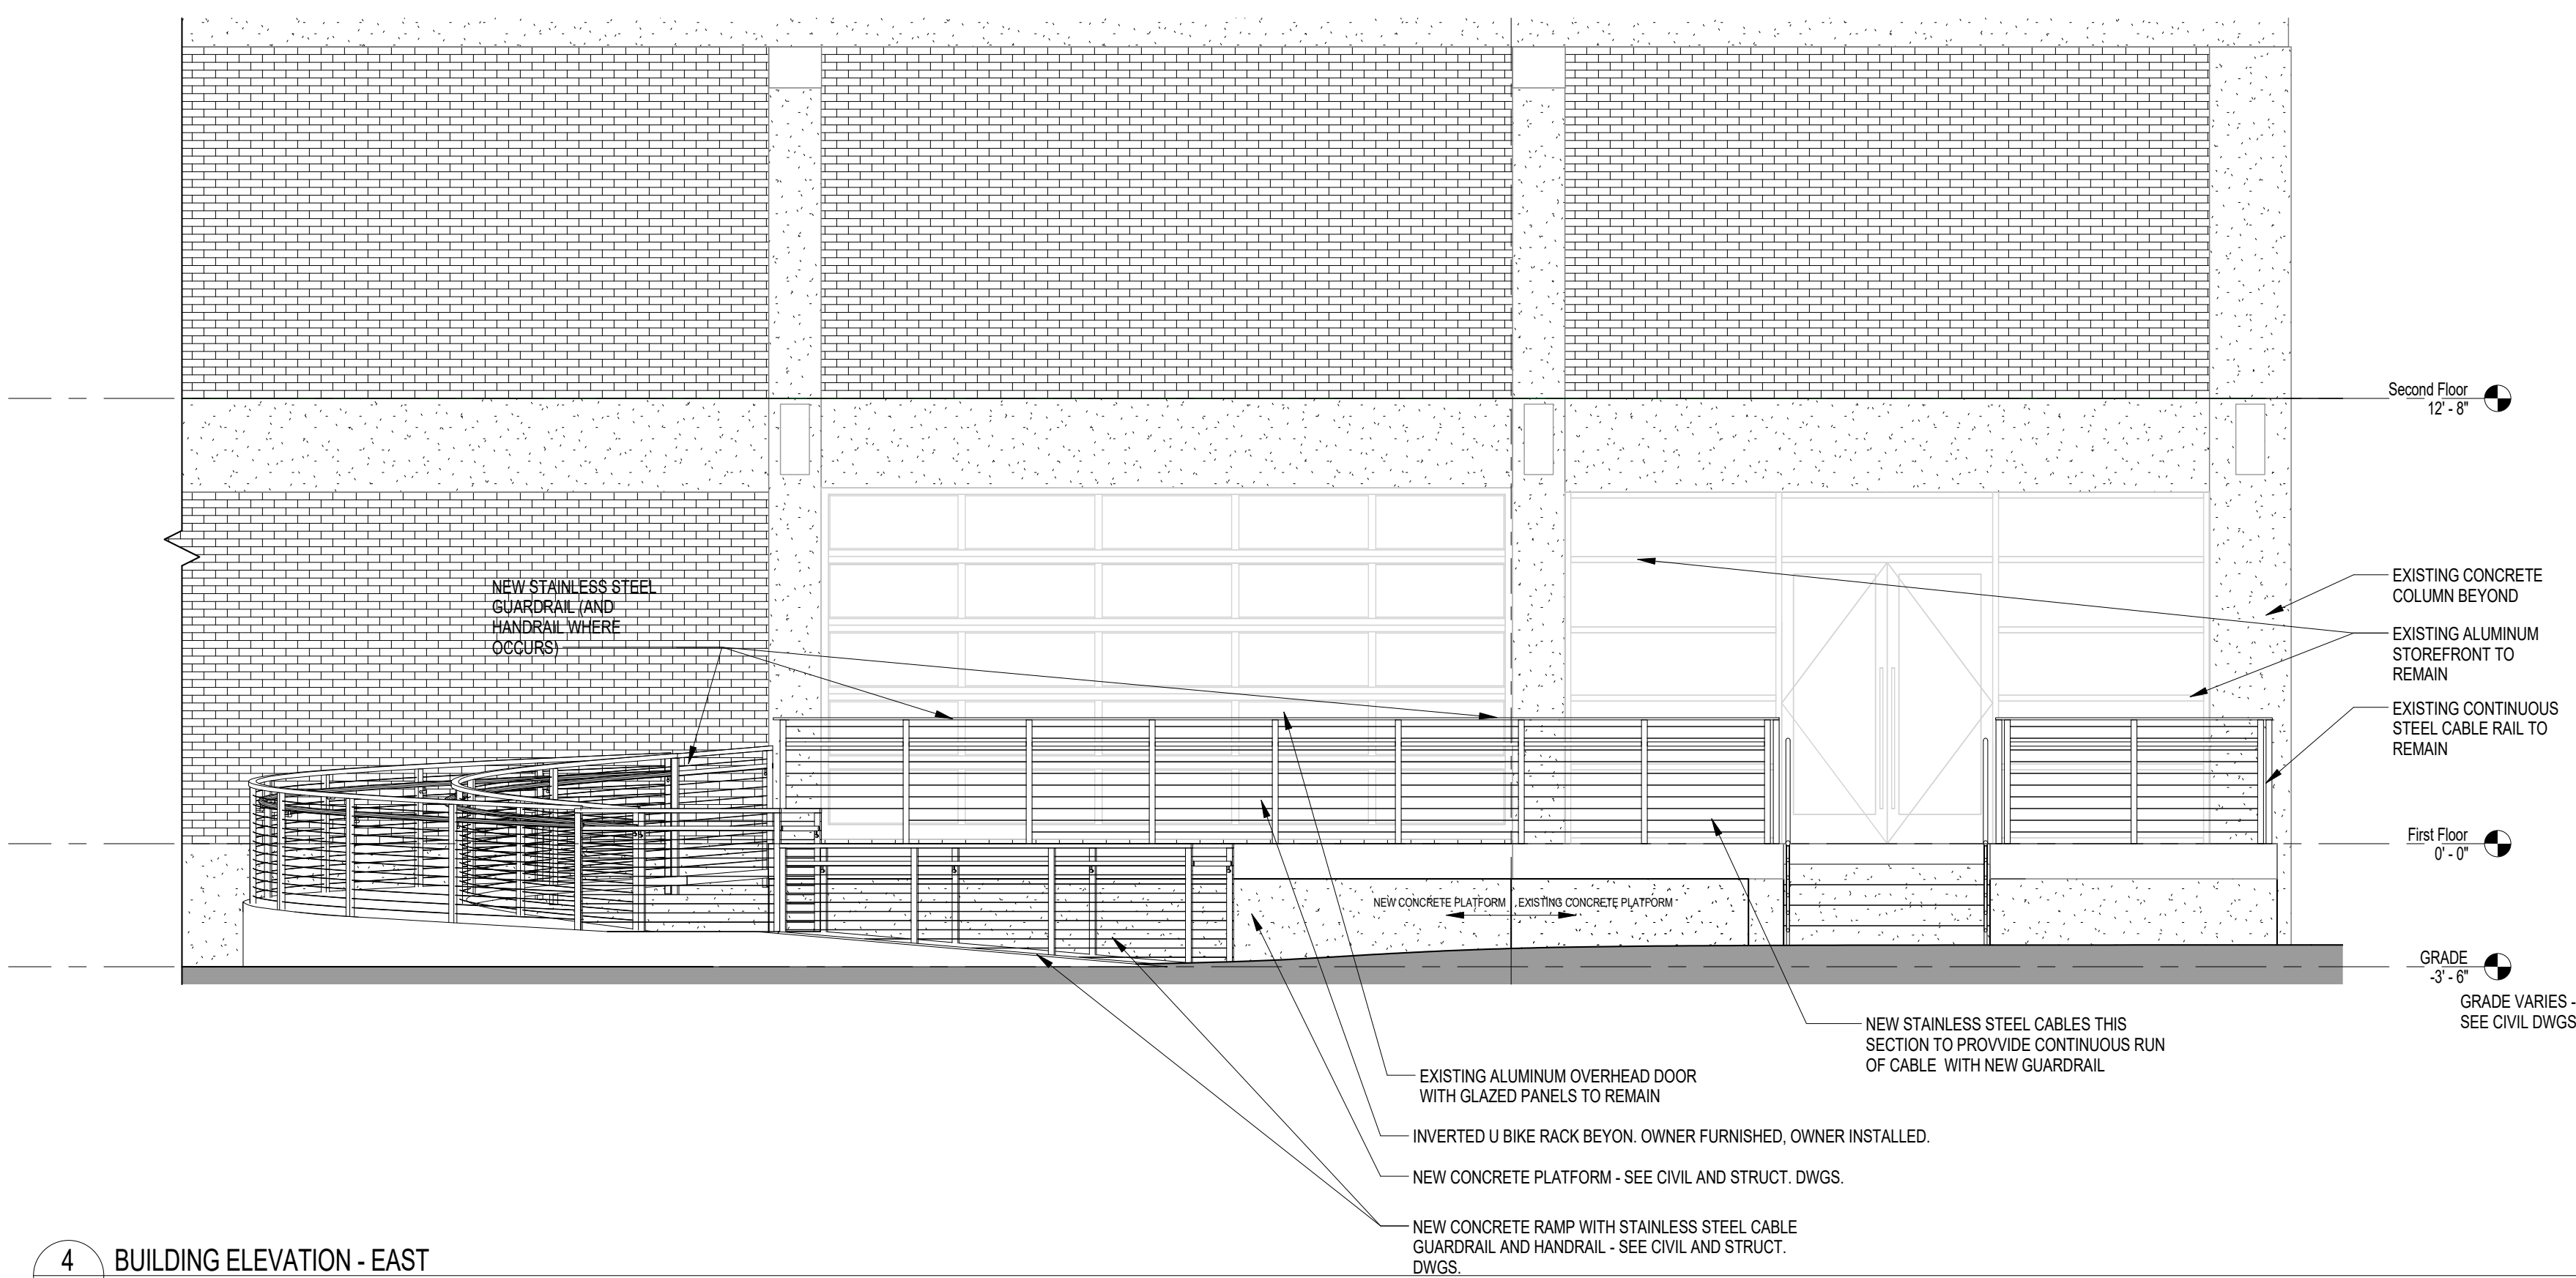 Second Floor
12' - 8"
NEW STAINLESS STEEL
GUARDRAIL (AND
HANDRAIL WHERE
OCCURS)
EXISTING CONCRETE
COLUMN BEYOND
EXISTING ALUMINUM
STOREFRONT TO
REMAIN
EXISTING CONTINUOUS
STEEL CABLE RAIL TO
REMAIN
First Floor
0' - 0"
NEW CONCRETE PLATFORM
EXISTING CONCRETE PLATFORM
GRADE
-3' - 6"
GRADE VARIES -
SEE CIVIL DWGS
NEW STAINLESS STEEL CABLES THIS
SECTION TO PROVVIDE CONTINUOUS RUN
OF CABLE WITH NEW GUARDRAIL
EXISTING ALUMINUM OVERHEAD DOOR
WITH GLAZED PANELS TO REMAIN
INVERTED U BIKE RACK BEYON. OWNER FURNISHED, OWNER INSTALLED.
NEW CONCRETE PLATFORM - SEE CIVIL AND STRUCT. DWGS.
NEW CONCRETE RAMP WITH STAINLESS STEEL CABLE
GUARDRAIL AND HANDRAIL - SEE CIVIL AND STRUCT.
DWGS.
4 BUILDING ELEVATION - EAST